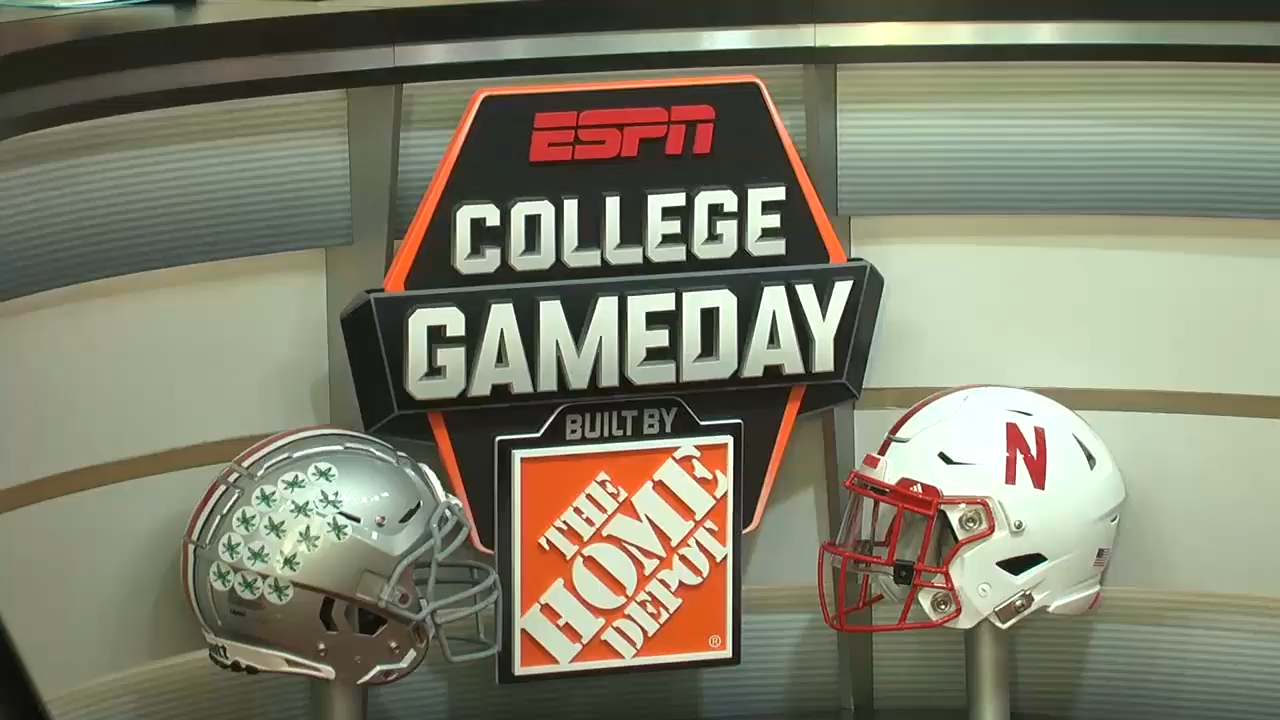 ESPN
COLLEGE
GAMEDAY
BUILT BY
THE
HOME
DEPOT
®
N